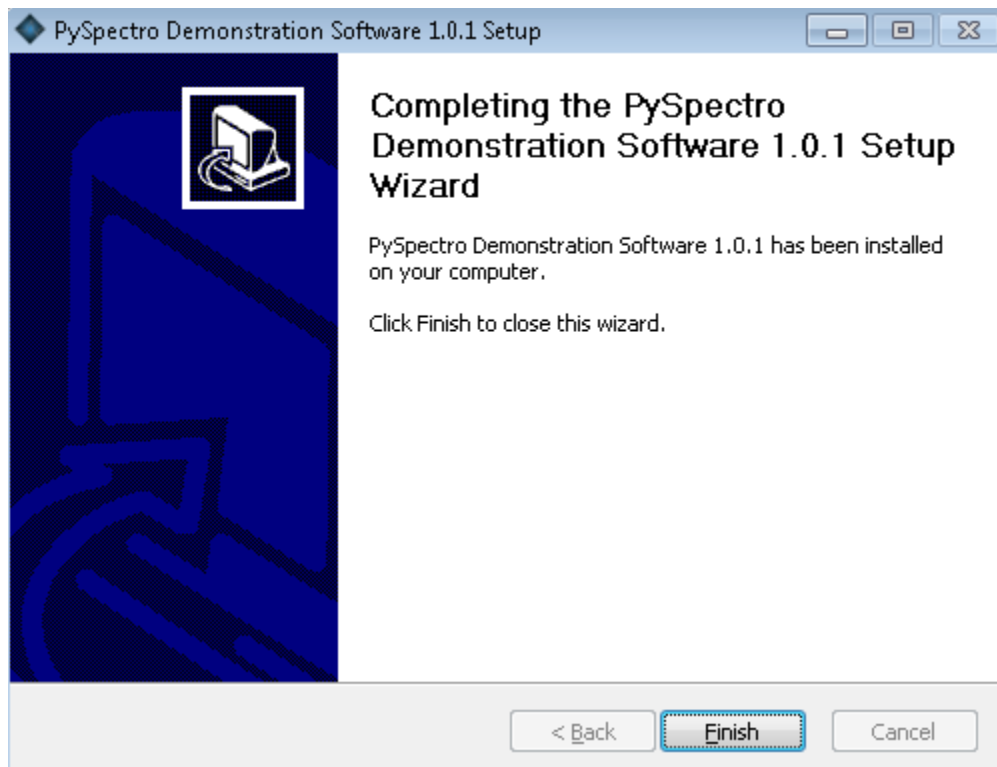 PySpectro Demonstration Software 1.0.1 Setup
Completing the PySpectro
Demonstration Software 1.0.1 Setup
Wizard
PySpectro Demonstration Software 1.0.1 has been installed
on your computer.
Click Finish to close this wizard.
< Back
Finish
Cancel